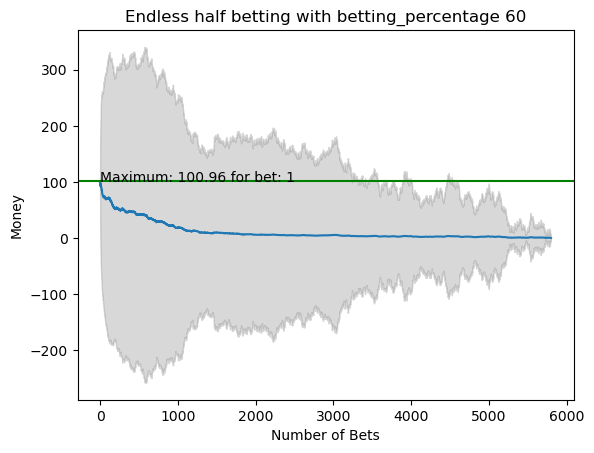 Endless half betting with betting_percentage 60
300
200
100
0
−100
−200
Money
Maximum: 100.96 for bet: 1
0 1000 2000 3000 4000 5000 6000
Number of Bets